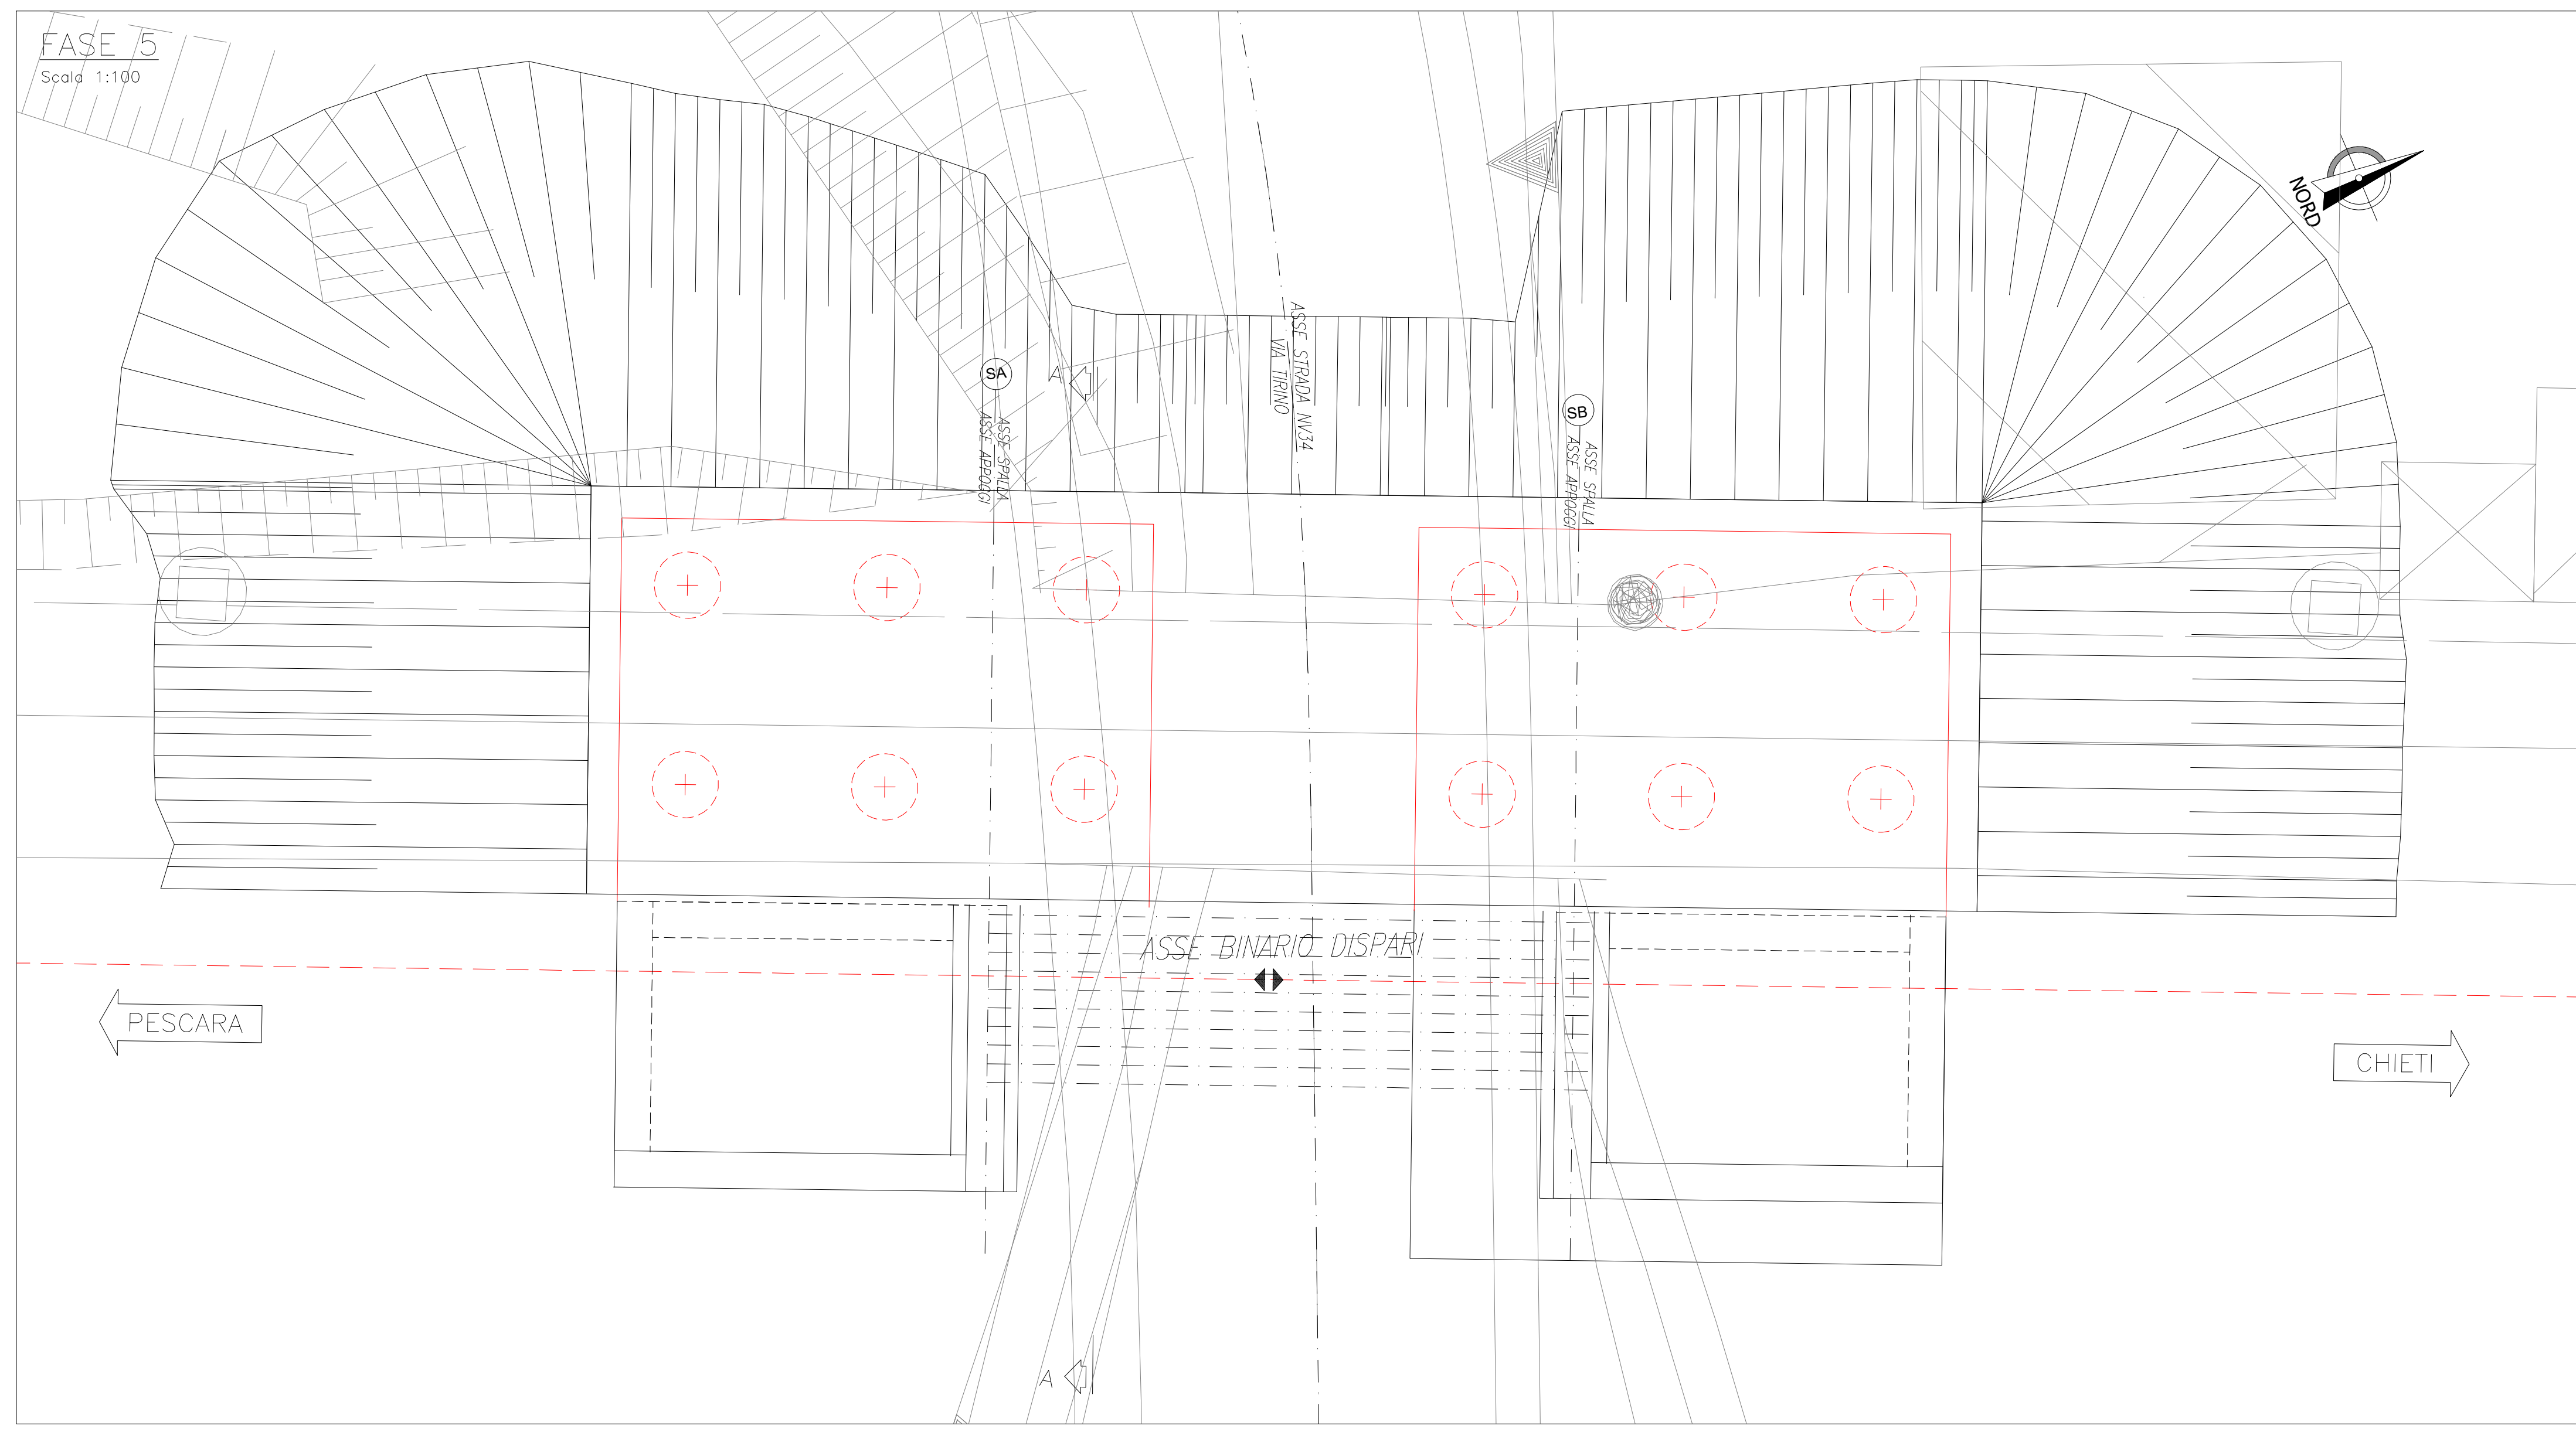 FASE 5
Scala 1:100
NORD
ASSE STRADA NV34
VIA TIRINO
SA
A
SB
ASSE SPALLA
ASSE APPOGGI
ASSE SPALLA
ASSE APPOGGI
ASSE BINARIO DISPARI
PESCARA
CHIETI
A